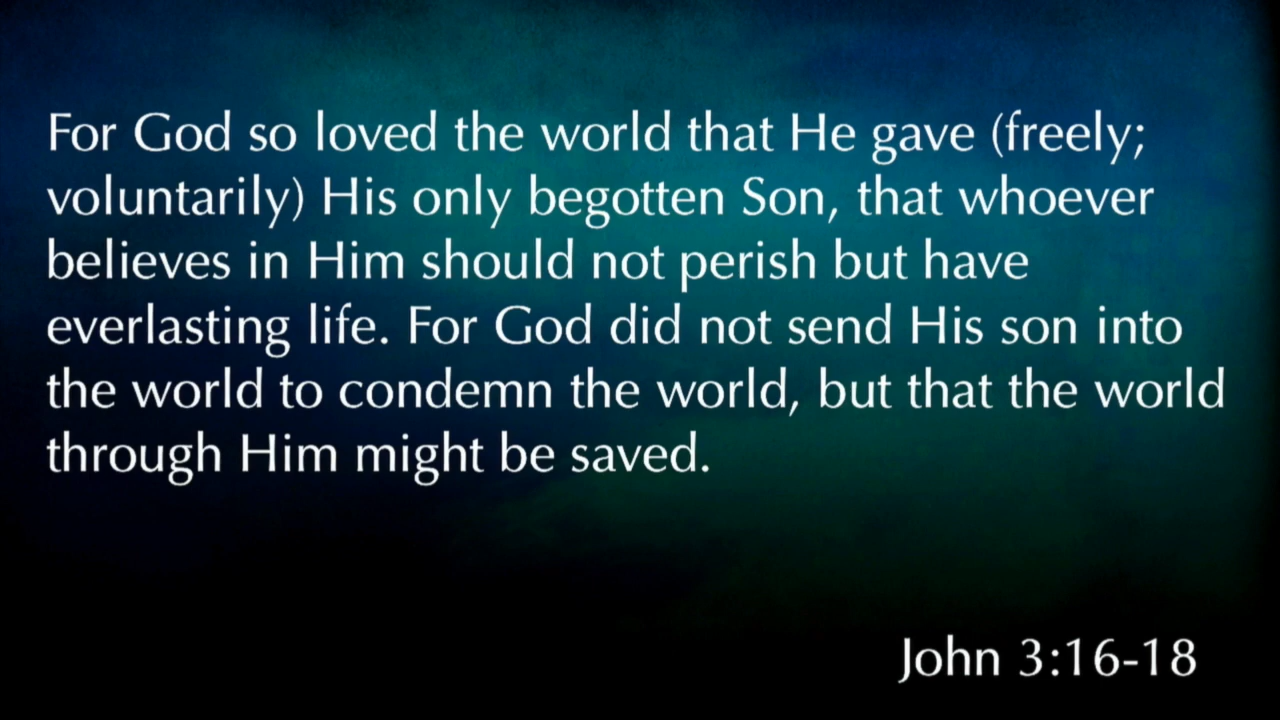 For God so loved the world that He gave (freely;
voluntarily) His only begotten Son, that whoever
believes in Him should not perish but have
everlasting life. For God did not send His son into
the world to condemn the world, but that the world
through Him might be saved.
John 3:16-18